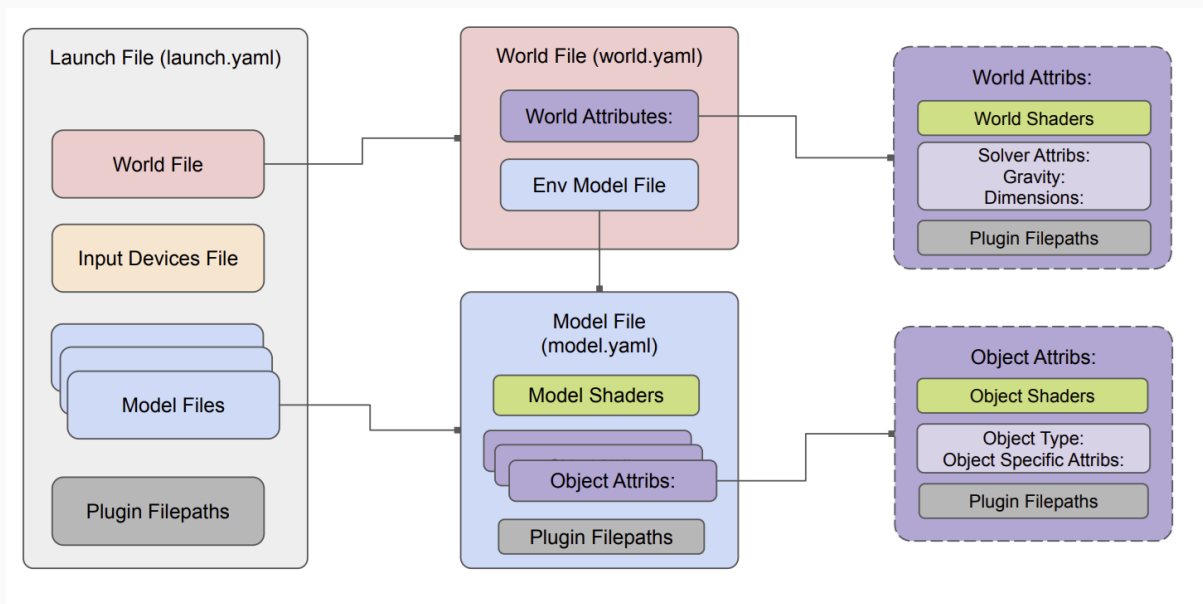 Launch File (launch.yaml)
World File
Input Devices File
Model Files
Plugin Filepaths
World File (world.yaml)
World Attributes:
Env Model File
Model File
(model.yaml)
Model Shaders
Object Attribs:
Plugin Filepaths
World Attribs:
World Shaders
Solver Attribs:
Gravity:
Dimensions:
Plugin Filepaths
Object Attribs:
Object Shaders
Object Type:
Object Specific Attribs:
Plugin Filepaths